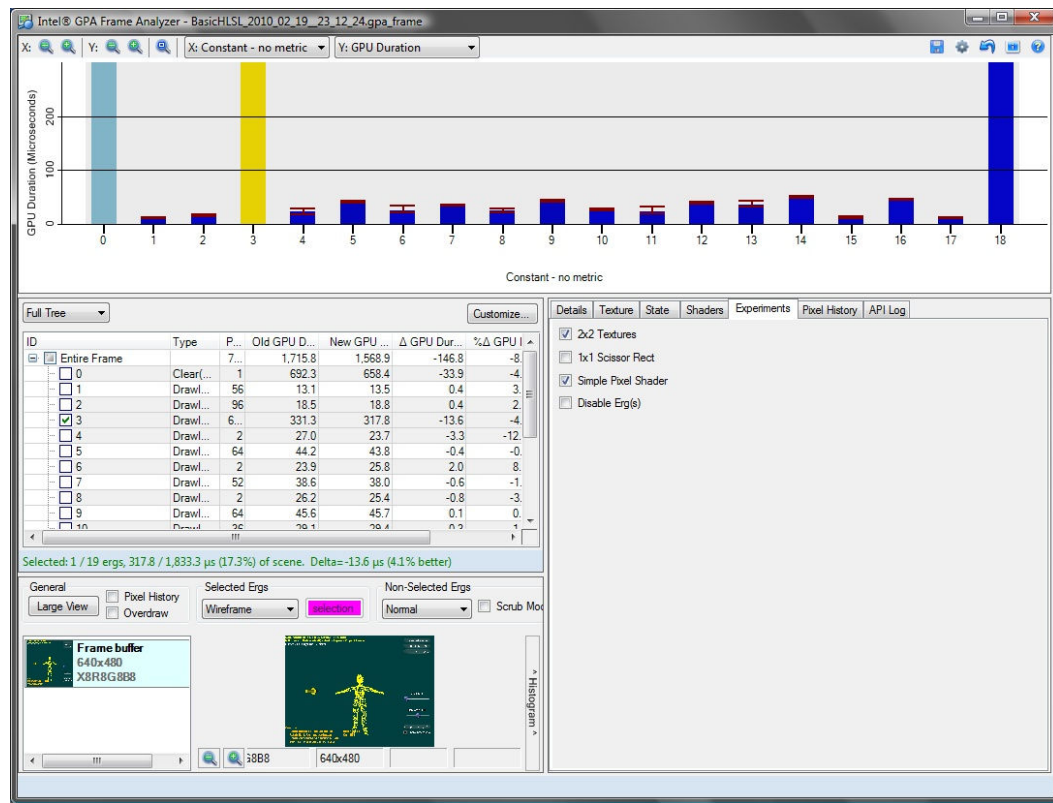 Intel® GPA Frame Analyzer - BasicHLSL_2010_02_19__23_12_24.gpa_frame
X: Y: X: Constant - no metric Y: GPU Duration
GPU Duration (Microseconds)
200
100
0
0 1 2 3 4 5 6 7 8 9 10 11 12 13 14 15 16 17 18
Constant - no metric
Full Tree Customize...
ID Type P... Old GPU D... New GPU ... Δ GPU Dur... %Δ GPU I
Entire Frame 7... 1,715.8 1,568.9 -146.8 -8.
0 Clear(... 1 692.3 658.4 -33.9 -4.
1 DrawI... 56 13.1 13.5 0.4 3.
2 DrawI... 96 18.5 18.8 0.4 2.
3 DrawI... 6... 331.3 317.8 -13.6 -4.
4 DrawI... 2 27.0 23.7 -3.3 -12.
5 DrawI... 64 44.2 43.8 -0.4 -0.
6 DrawI... 2 23.9 25.8 2.0 8.
7 DrawI... 52 38.6 38.0 -0.6 -1.
8 DrawI... 2 26.2 25.4 -0.8 -3.
9 DrawI... 64 45.6 45.7 0.1 0.
Selected: 1 / 19 ergs, 317.8 / 1,833.3 µs (17.3%) of scene. Delta=-13.6 µs (4.1% better)
Details Texture State Shaders Experiments Pixel History API Log
2x2 Textures
1x1 Scissor Rect
Simple Pixel Shader
Disable Erg(s)
General Selected Ergs Non-Selected Ergs
Large View Pixel History Wireframe selection Normal Scrub Mod
Overdraw
Frame buffer
640x480
X8R8G8B8
< Histogram >
640x480